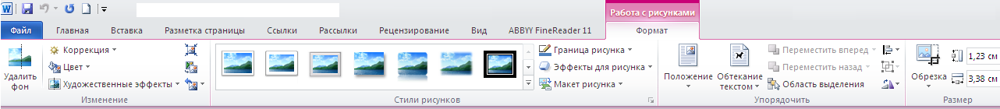 Работа с рисунками
Файл Главная Вставка Разметка страницы Ссылки Рассылки Рецензирование Вид ABBYY FineReader 11 Формат
Удалить фон
Коррекция
Цвет
Художественные эффекты
Изменение
Стили рисунков
Граница рисунка
Эффекты для рисунка
Макет рисунка
Положение
Обтекание текстом
Переместить вперед
Переместить назад
Область выделения
Упорядочить
Обрезка
1,23 см
3,38 см
Размер